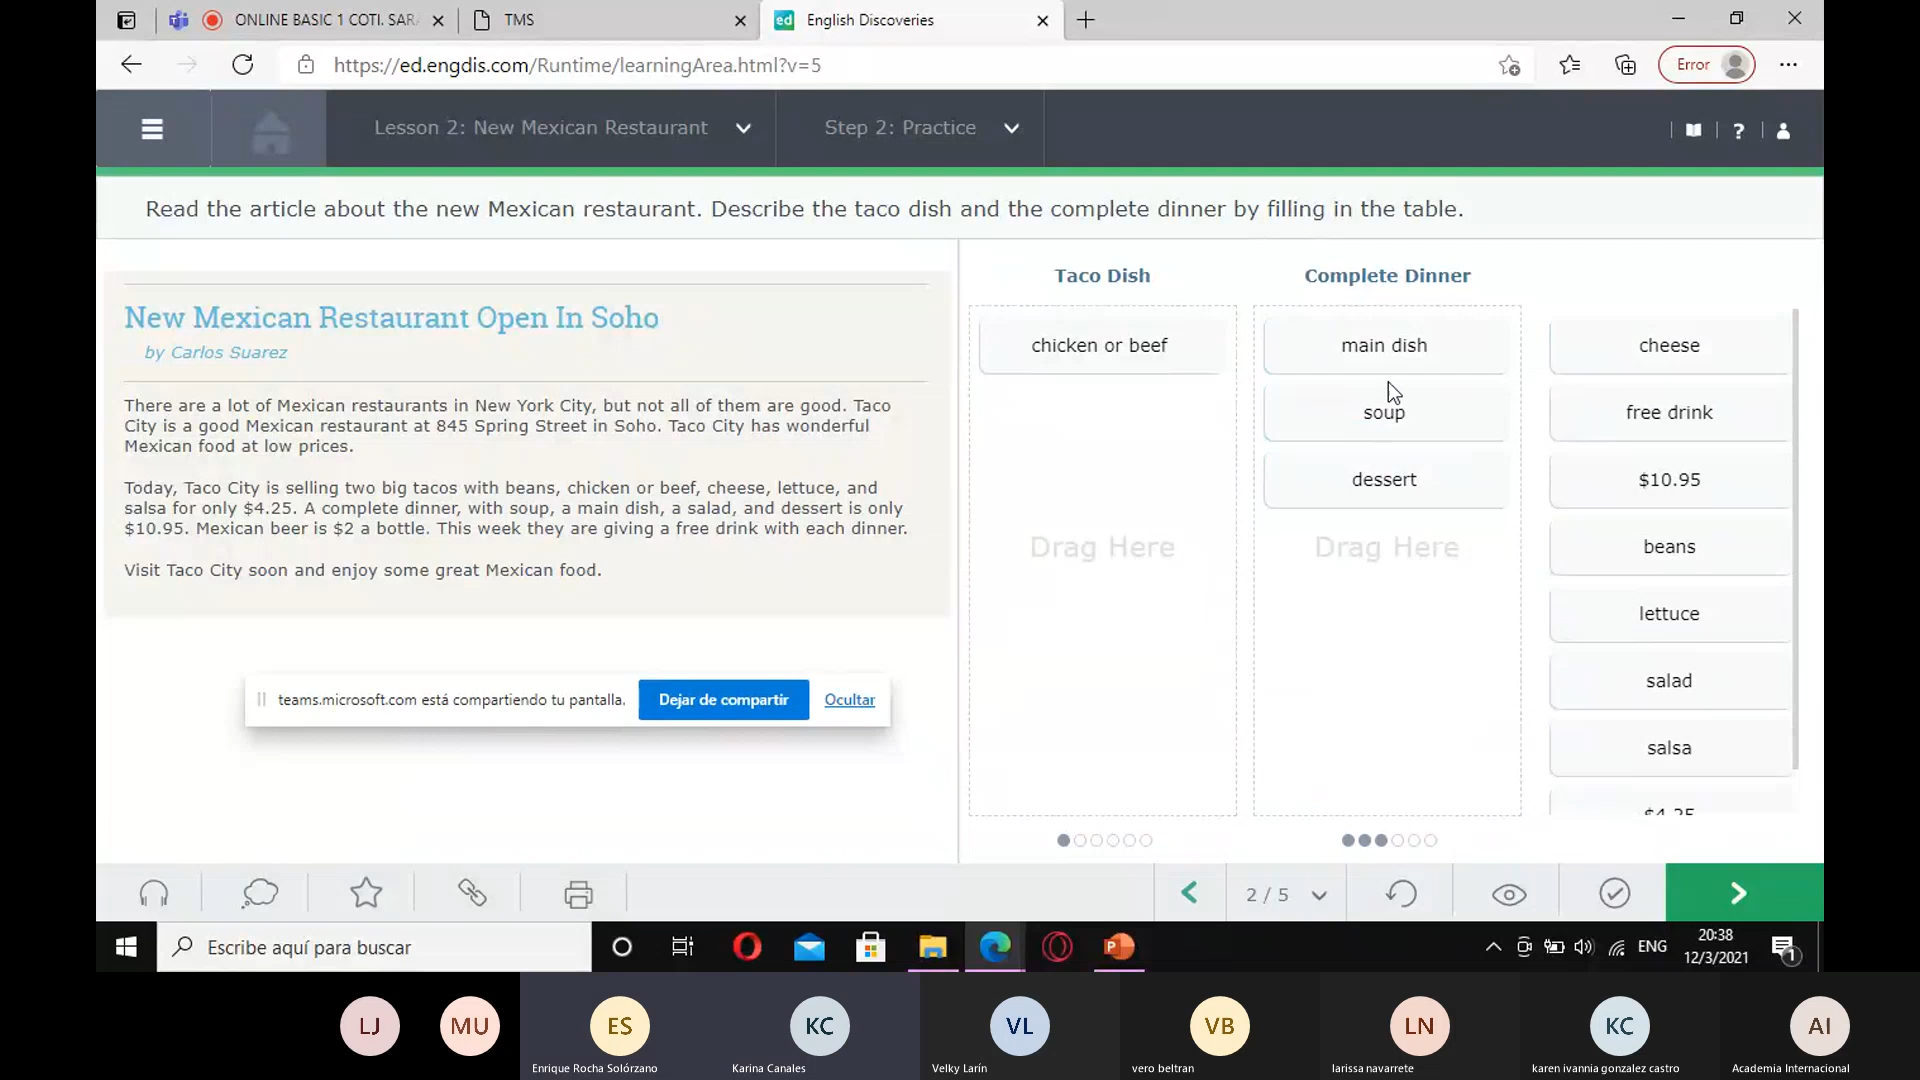 ONLINE BASIC 1 COTI. SAR
TMS
English Discoveries
https://ed.engdis.com/Runtime/learningArea.html?v=5
Error
Lesson 2: New Mexican Restaurant
Step 2: Practice
Read the article about the new Mexican restaurant. Describe the taco dish and the complete dinner by filling in the table.
New Mexican Restaurant Open In Soho
by Carlos Suarez
There are a lot of Mexican restaurants in New York City, but not all of them are good. Taco
City is a good Mexican restaurant at 845 Spring Street in Soho. Taco City has wonderful
Mexican food at low prices.
Today, Taco City is selling two big tacos with beans, chicken or beef, cheese, lettuce, and
salsa for only $4.25. A complete dinner, with soup, a main dish, a salad, and dessert is only
$10.95. Mexican beer is $2 a bottle. This week they are giving a free drink with each dinner.
Visit Taco City soon and enjoy some great Mexican food.
teams.microsoft.com está compartiendo tu pantalla.
Dejar de compartir
Ocultar
Taco Dish
chicken or beef
Drag Here
Complete Dinner
main dish
soup
dessert
Drag Here
cheese
free drink
$10.95
beans
lettuce
salad
salsa
$4.25
2 / 5
Escribe aquí para buscar
ENG
20:38
12/3/2021
1
LJ
MU
ES
KC
VL
VB
LN
KC
AI
Enrique Rocha Solórzano
Karina Canales
Velky Larín
vero beltran
larissa navarrete
karen ivannia gonzalez castro
Academia Internacional